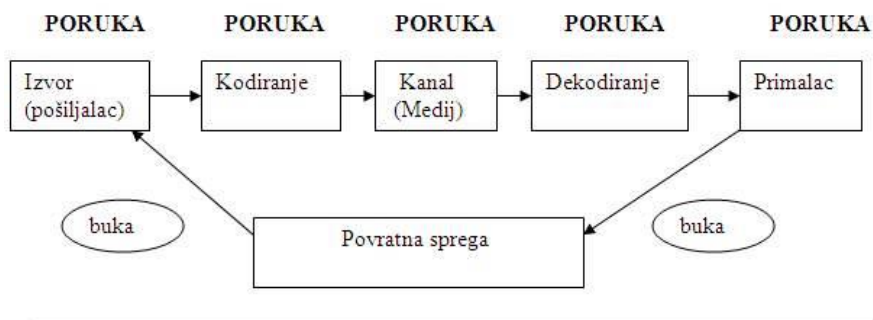 PORUKA PORUKA PORUKA PORUKA PORUKA
Izvor
(pošiljalac)
Kodiranje
Kanal
(Medij)
Dekodiranje
Primalac
buka
Povratna sprega
buka